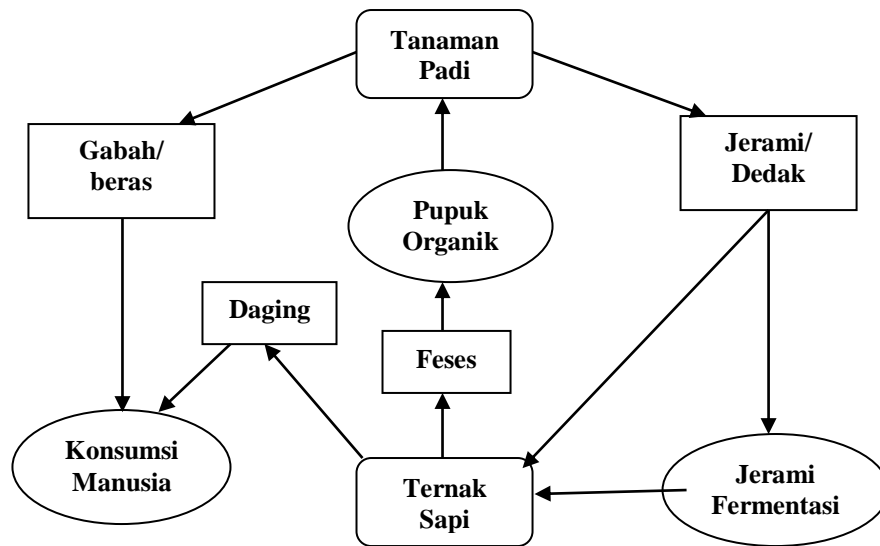 Tanaman
Padi
Gabah/
beras
Jerami/
Dedak
Pupuk
Organik
Daging
Feses
Konsumsi
Manusia
Ternak
Sapi
Jerami
Fermentasi